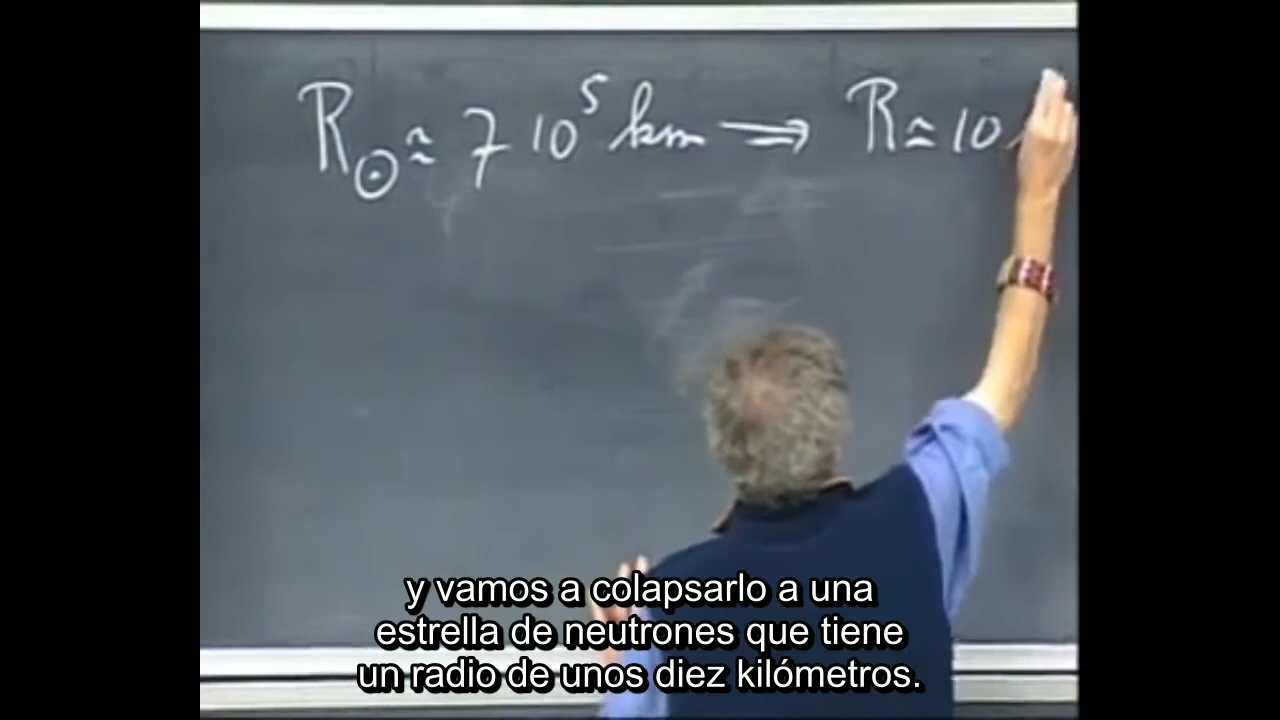 R☉ ≈ 7 10⁵ km ⇒ R ≃ 10
y vamos a colapsarlo a una
estrella de neutrones que tiene
un radio de unos diez kilómetros.